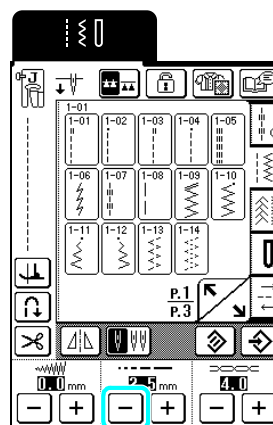 J
1-01
1-01 1-02 1-03 1-04 1-05
1-06 1-07 1-08 1-09 1-10
1-11 1-12 1-13 1-14
P.1
P.3
0.0 mm 2.5 mm 4.0
− + − + − +